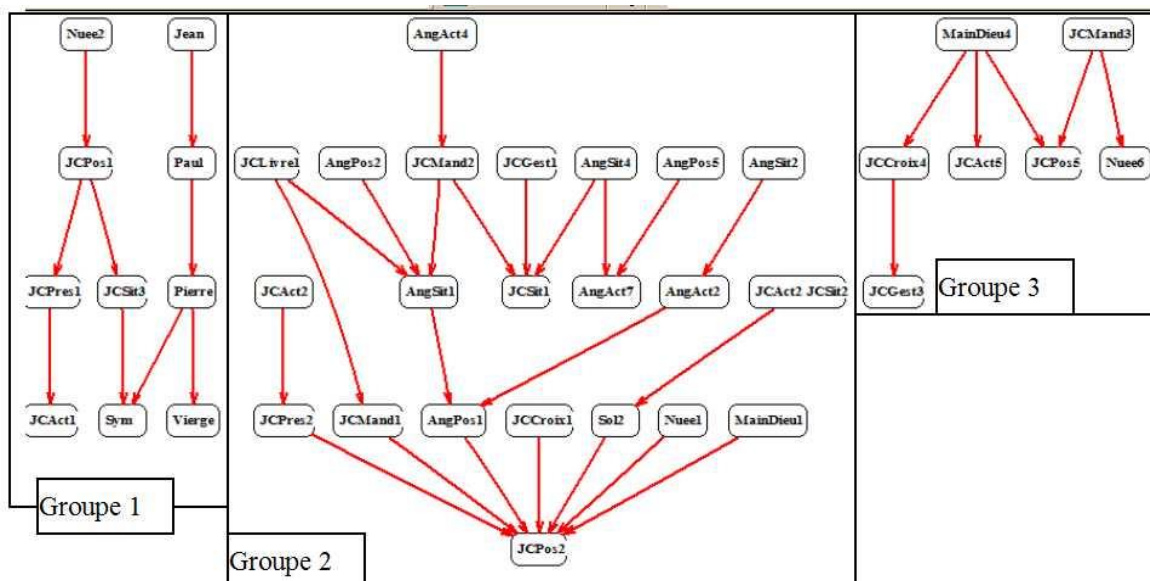 Nuee2 Jean AngAct4 MainDieu4 JCMand3
JCPos1 Paul JCLivre1 AngPos2 JCMand2 JCGest1 AngSit4 AngPos5 AngSit2 JCCroix4 JCAct5 JCPos5 Nuee6
JCPres1 JCSit3 Pierre JCAct2 AngSit1 JCSit1 AngAct7 AngAct2 JCAct2 JCSit2 JCGest3 Groupe 3
JCAct1 Sym Vierge JCPres2 JCMand1 AngPos1 JCCroix1 Sol2 Nuee1 MainDieu1
Groupe 1
JCPos2
Groupe 2